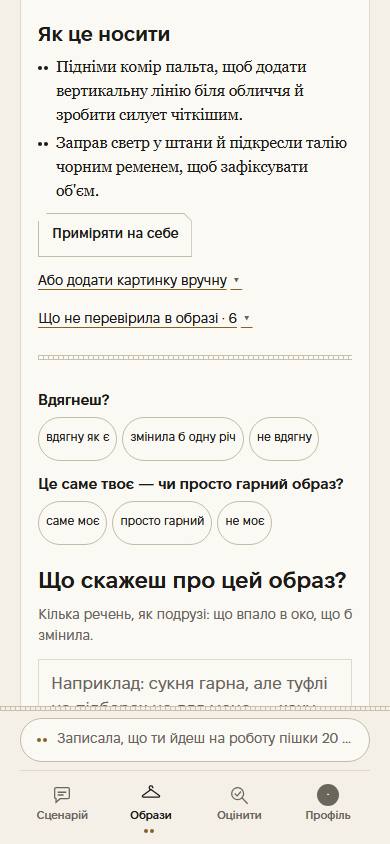 Як це носити
Підніми комір пальта, щоб додати
вертикальну лінію біля обличчя й
зробити силует чіткішим.
Заправ светр у штани й підкресли талію
чорним ременем, щоб зафіксувати
об'єм.
Приміряти на себе
Або додати картинку вручну
Що не перевірила в образі · 6
Вдягнеш?
вдягну як є
змінила б одну річ
не вдягну
Це саме твоє — чи просто гарний образ?
саме моє
просто гарний
не моє
Що скажеш про цей образ?
Кілька речень, як подрузі: що впало в око, що б
змінила.
Наприклад: сукня гарна, але туфлі
Записала, що ти йдеш на роботу пішки 20 ...
Сценарій
Образи
Оцінити
Профіль